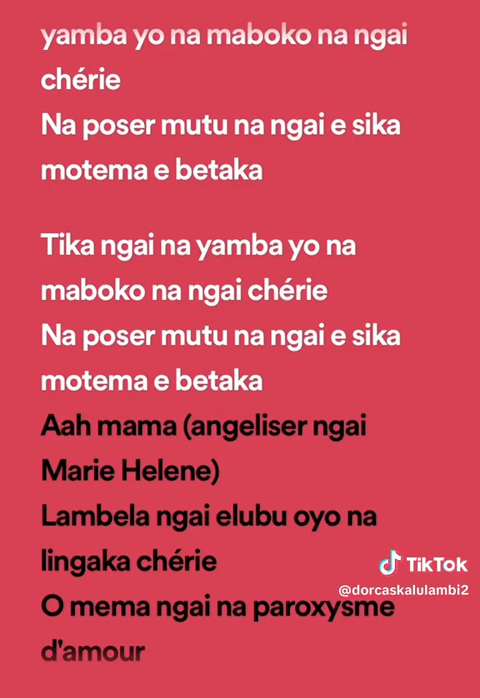 yamba yo na maboko na ngai
chérie
Na poser mutu na ngai e sika
motema e betaka
Tika ngai na yamba yo na
maboko na ngai chérie
Na poser mutu na ngai e sika
motema e betaka
Aah mama (angeliser ngai
Marie Helene)
Lambela ngai elubu oyo na
lingaka chérie
O mema ngai na paroxysme
d'amour
TikTok
@dorcaskalulambi2